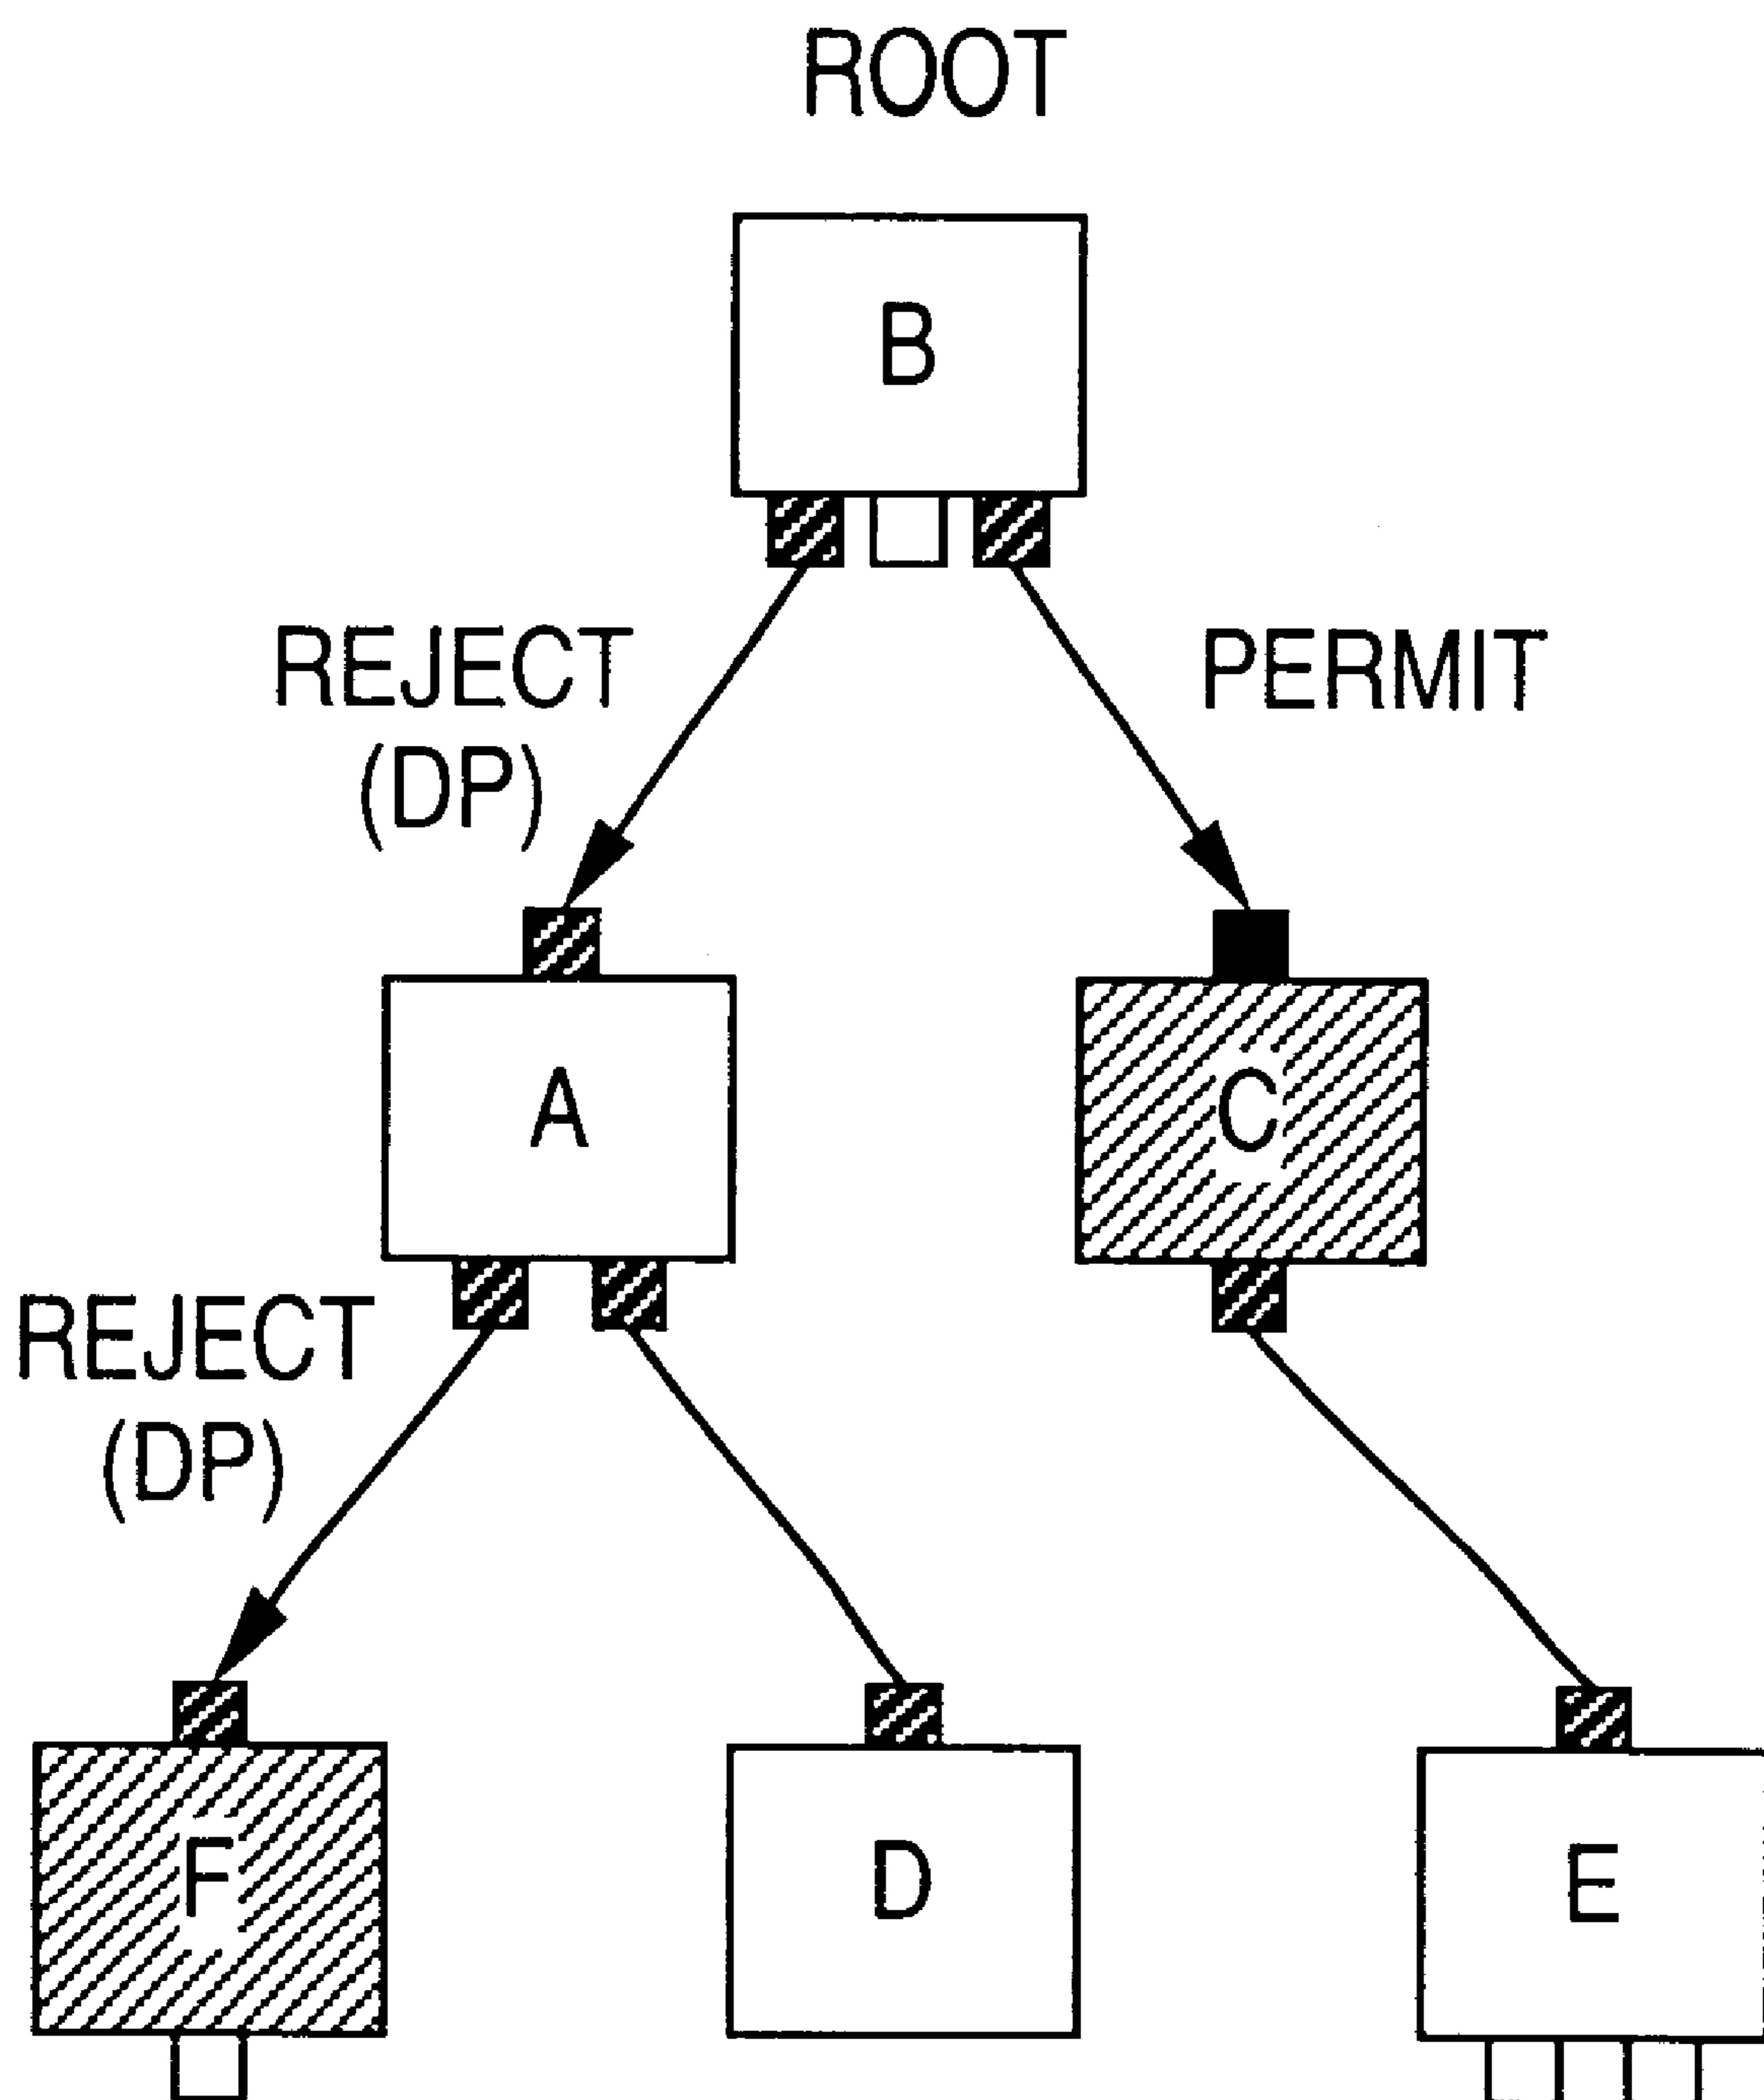 ROOT
B
REJECT
(DP)
PERMIT
A
C
REJECT
(DP)
F
D
E